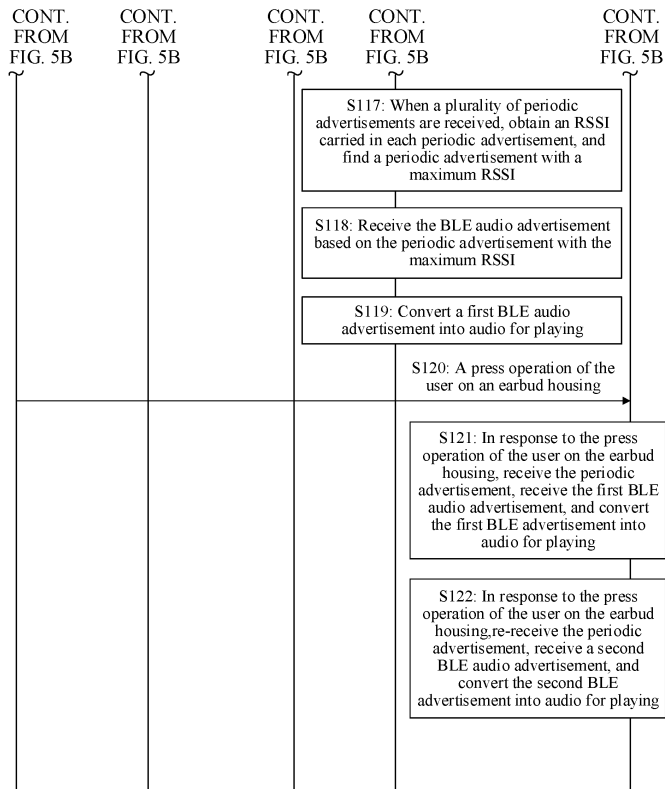 CONT.
FROM
FIG. 5B
CONT.
FROM
FIG. 5B
CONT.
FROM
FIG. 5B
CONT.
FROM
FIG. 5B
CONT.
FROM
FIG. 5B
S117: When a plurality of periodic
advertisements are received, obtain an RSSI
carried in each periodic advertisement, and
find a periodic advertisement with a
maximum RSSI
S118: Receive the BLE audio advertisement
based on the periodic advertisement with the
maximum RSSI
S119: Convert a first BLE audio
advertisement into audio for playing
S120: A press operation of the
user on an earbud housing
S121: In response to the press
operation of the user on the earbud
housing, receive the periodic
advertisement, receive the first BLE
audio advertisement, and convert
the first BLE advertisement into
audio for playing
S122: In response to the press
operation of the user on the earbud
housing,re-receive the periodic
advertisement, receive a second
BLE audio advertisement, and
convert the second BLE
advertisement into audio for playing